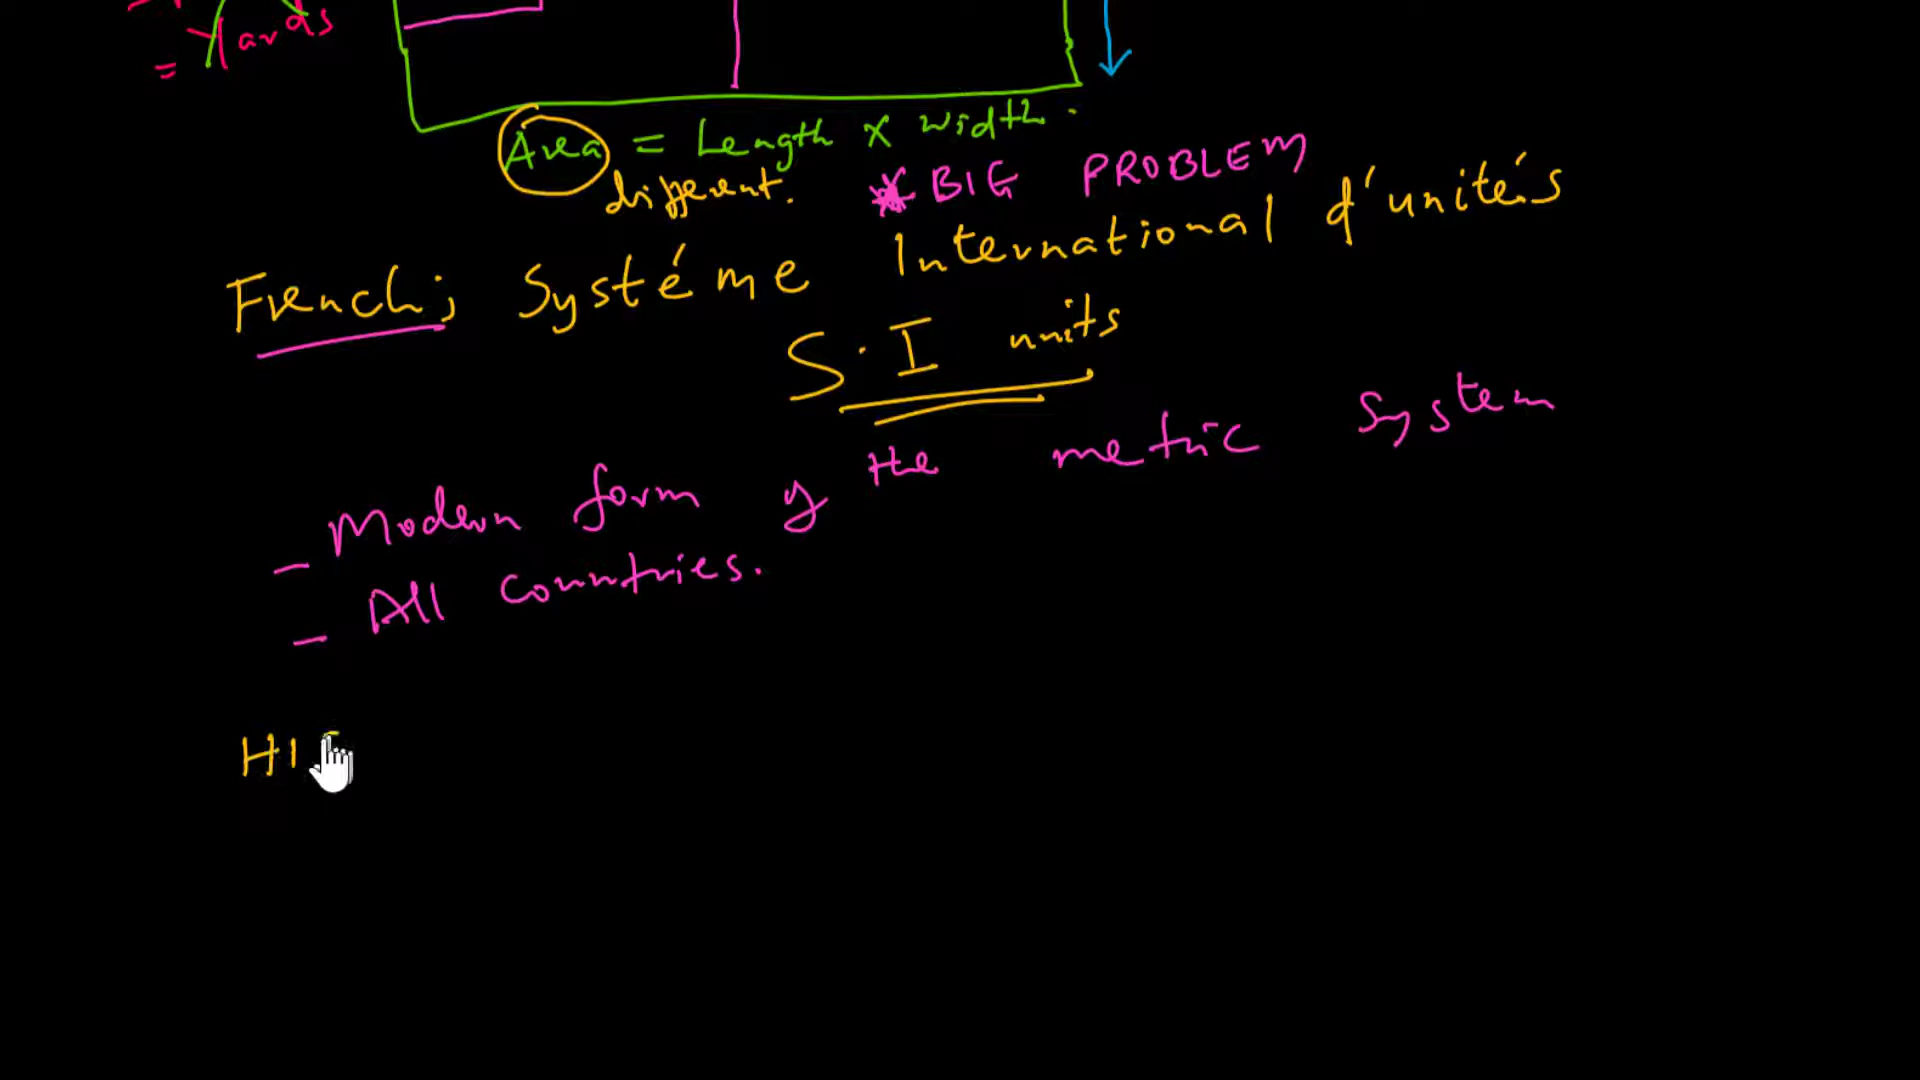 = Yards
Area = Length x width.
different. * BIG PROBLEM
French; Systéme International d'unités
S.I units
- Modern form of the metric System
- All Countries.
HI